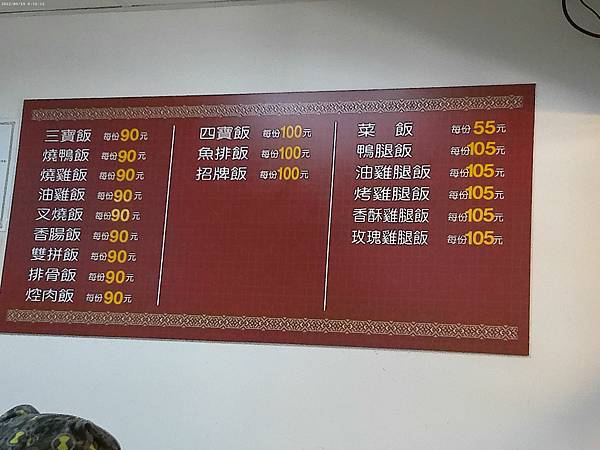 三寶飯 每份90元
燒鴨飯 每份90元
燒雞飯 每份90元
油雞飯 每份90元
叉燒飯 每份90元
香腸飯 每份90元
雙拼飯 每份90元
排骨飯 每份90元
焢肉飯 每份90元
四寶飯 每份100元
魚排飯 每份100元
招牌飯 每份100元
菜 飯 每份55元
鴨腿飯 每份105元
油雞腿飯 每份105元
烤雞腿飯 每份105元
香酥雞腿飯 每份105元
玫瑰雞腿飯 每份105元